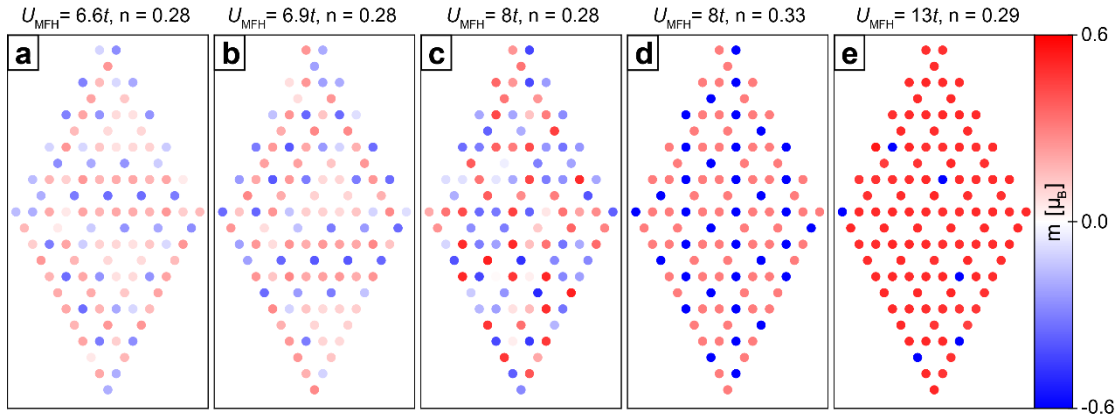 U_MFH = 6.6t, n = 0.28
U_MFH = 6.9t, n = 0.28
U_MFH = 8t, n = 0.28
U_MFH = 8t, n = 0.33
U_MFH = 13t, n = 0.29
a
b
c
d
e
0.6
0.0
-0.6
m [μ_B]